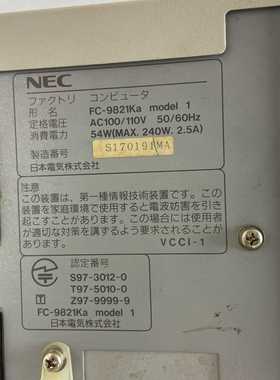 NEC
ファクトリ コンピュータ
形名 FC-9821Ka model 1
定格電圧 AC100/110V 50/60Hz
消費電力 54W(MAX. 240W. 2.5A)
製造番号 S170191MA
日本電気株式会社
注意
この装置は、第一種情報技術装置です。この
装置を家庭環境で使用すると電波妨害を引き
起こすことがあります。この場合には使用者
が適切な対策を講ずるよう要求されることが
あります。 VCCI-1
認定番号
S97-3012-0
T97-5010-0
Z97-9999-9
FC-9821Ka model 1
日本電気株式会社